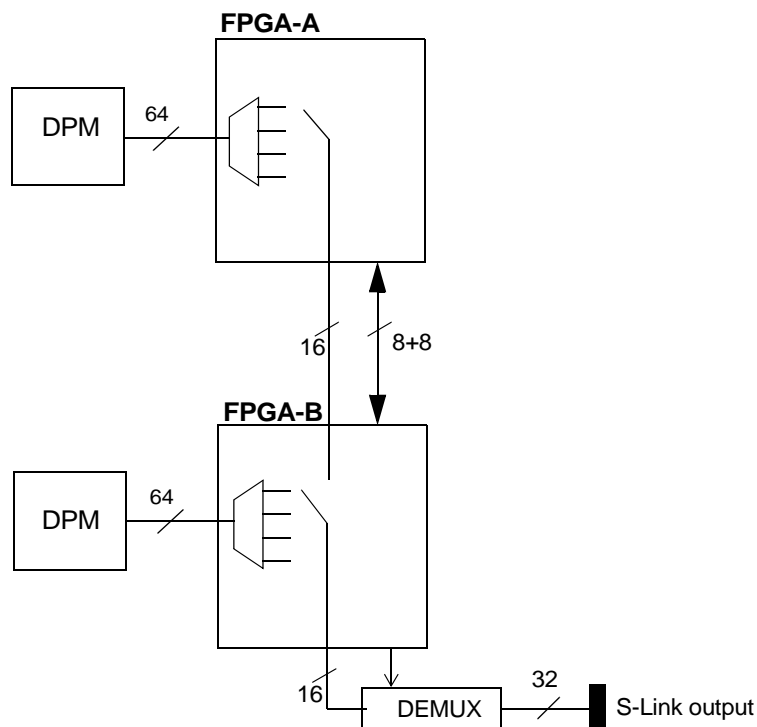 FPGA-A
64
DPM
16
8+8
FPGA-B
64
DPM
16
32
DEMUX
S-Link output